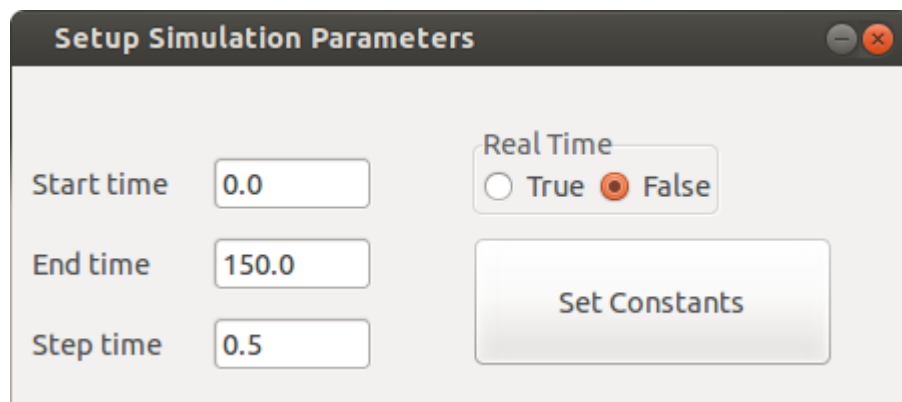 Setup Simulation Parameters
Real Time
Start time 0.0
True False
End time 150.0
Set Constants
Step time 0.5